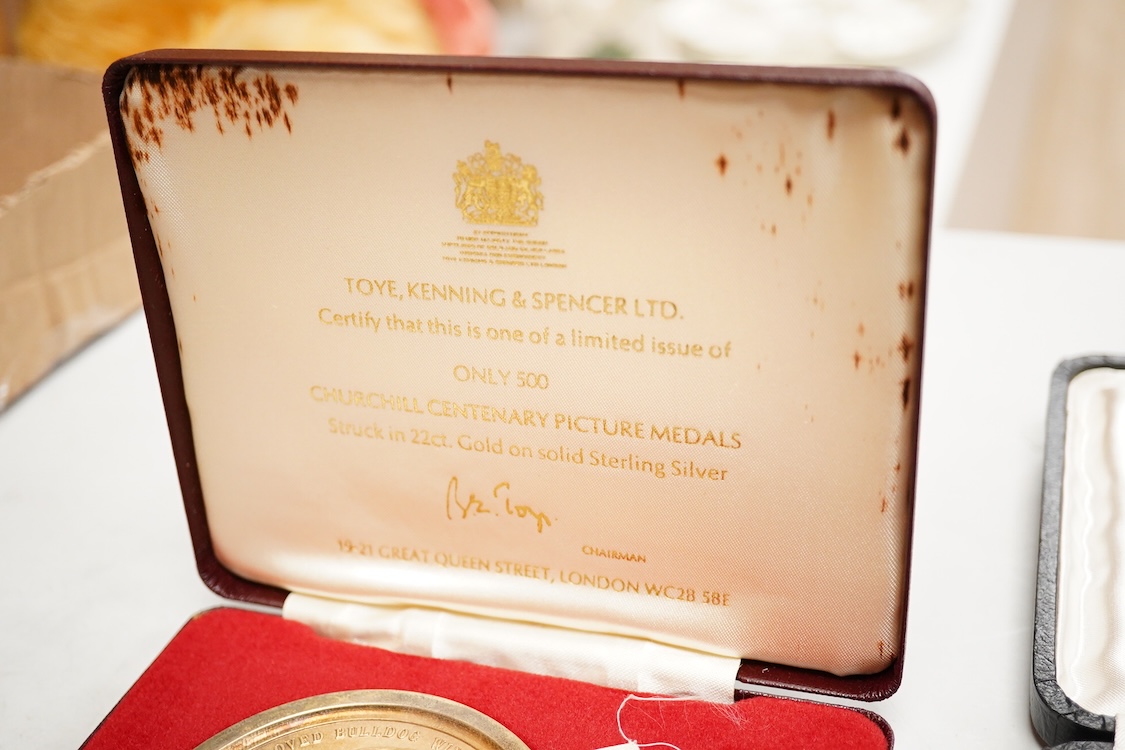 TOYE, KENNING & SPENCER LTD.
Certify that this is one of a limited issue of
ONLY 500
CHURCHILL CENTENARY PICTURE MEDALS
Struck in 22ct. Gold on solid Sterling Silver
CHAIRMAN
19-21 GREAT QUEEN STREET, LONDON WC2B 5BE
BULLDOG